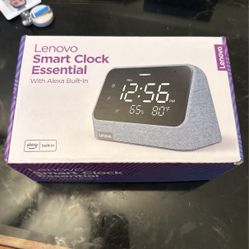 Lenovo
Smart Clock
Essential
With Alexa Built-In
Lenovo
12:56 PM
65% 80°F
Lenovo
alexa built-in
Smart Clock
Essential